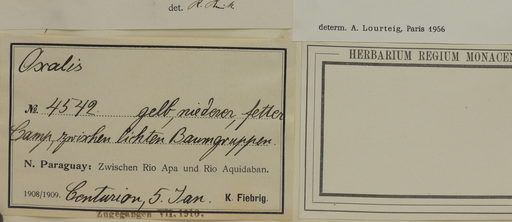 det.
determ. A. Lourteig, Paris 1956
HERBARIUM REGIUM MONACEN
Oxalis
№ 4542 gelb, niederer, fetter
Camp, zwischen lichten Baumgruppen.
N. Paraguay: Zwischen Rio Apa und Rio Aquidaban.
1908/1909. Centurion, 5. Jan. K. Fiebrig.
Zugegangen VII. 1910.